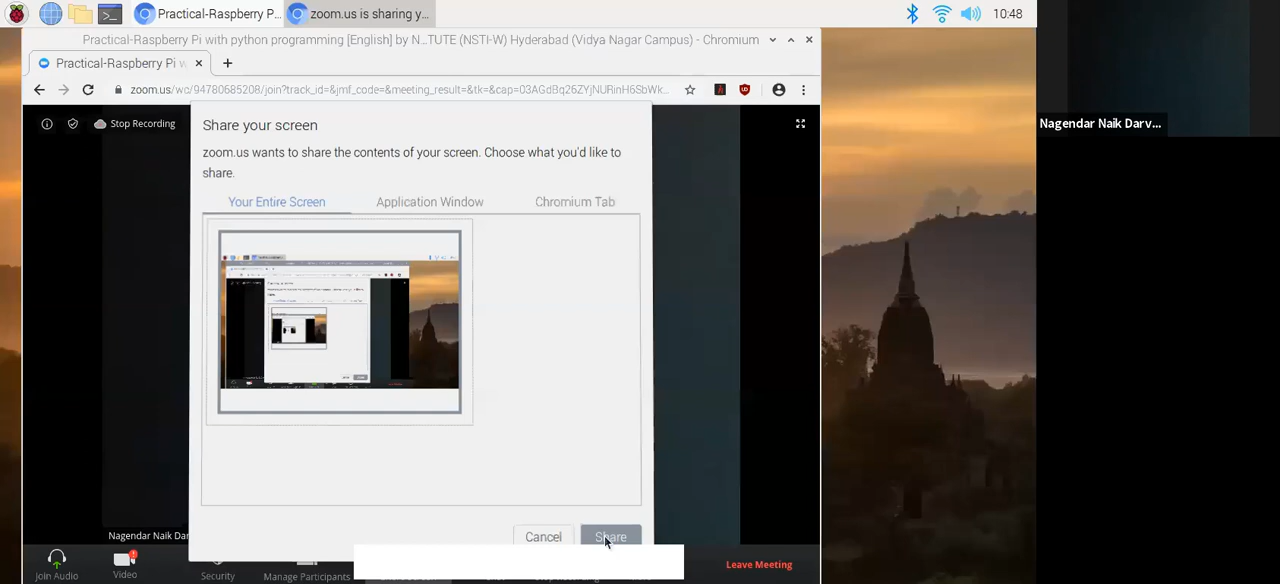 Practical-Raspberry P...
zoom.us is sharing y...
10:48
Practical-Raspberry Pi with python programming [English] by N...TUTE (NSTI-W) Hyderabad (Vidya Nagar Campus) - Chromium
Practical-Raspberry Pi w
zoom.us/wc/94780685208/join?track_id=&jmf_code=&meeting_result=&tk=&cap=03AGdBq26ZYjNURinH6SbWk...
Stop Recording
Nagendar Naik Darv...
Share your screen
zoom.us wants to share the contents of your screen. Choose what you'd like to
share.
Your Entire Screen
Application Window
Chromium Tab
Cancel
Share
Nagendar Naik Dar
Join Audio
Video
Security
Manage Participants
Leave Meeting